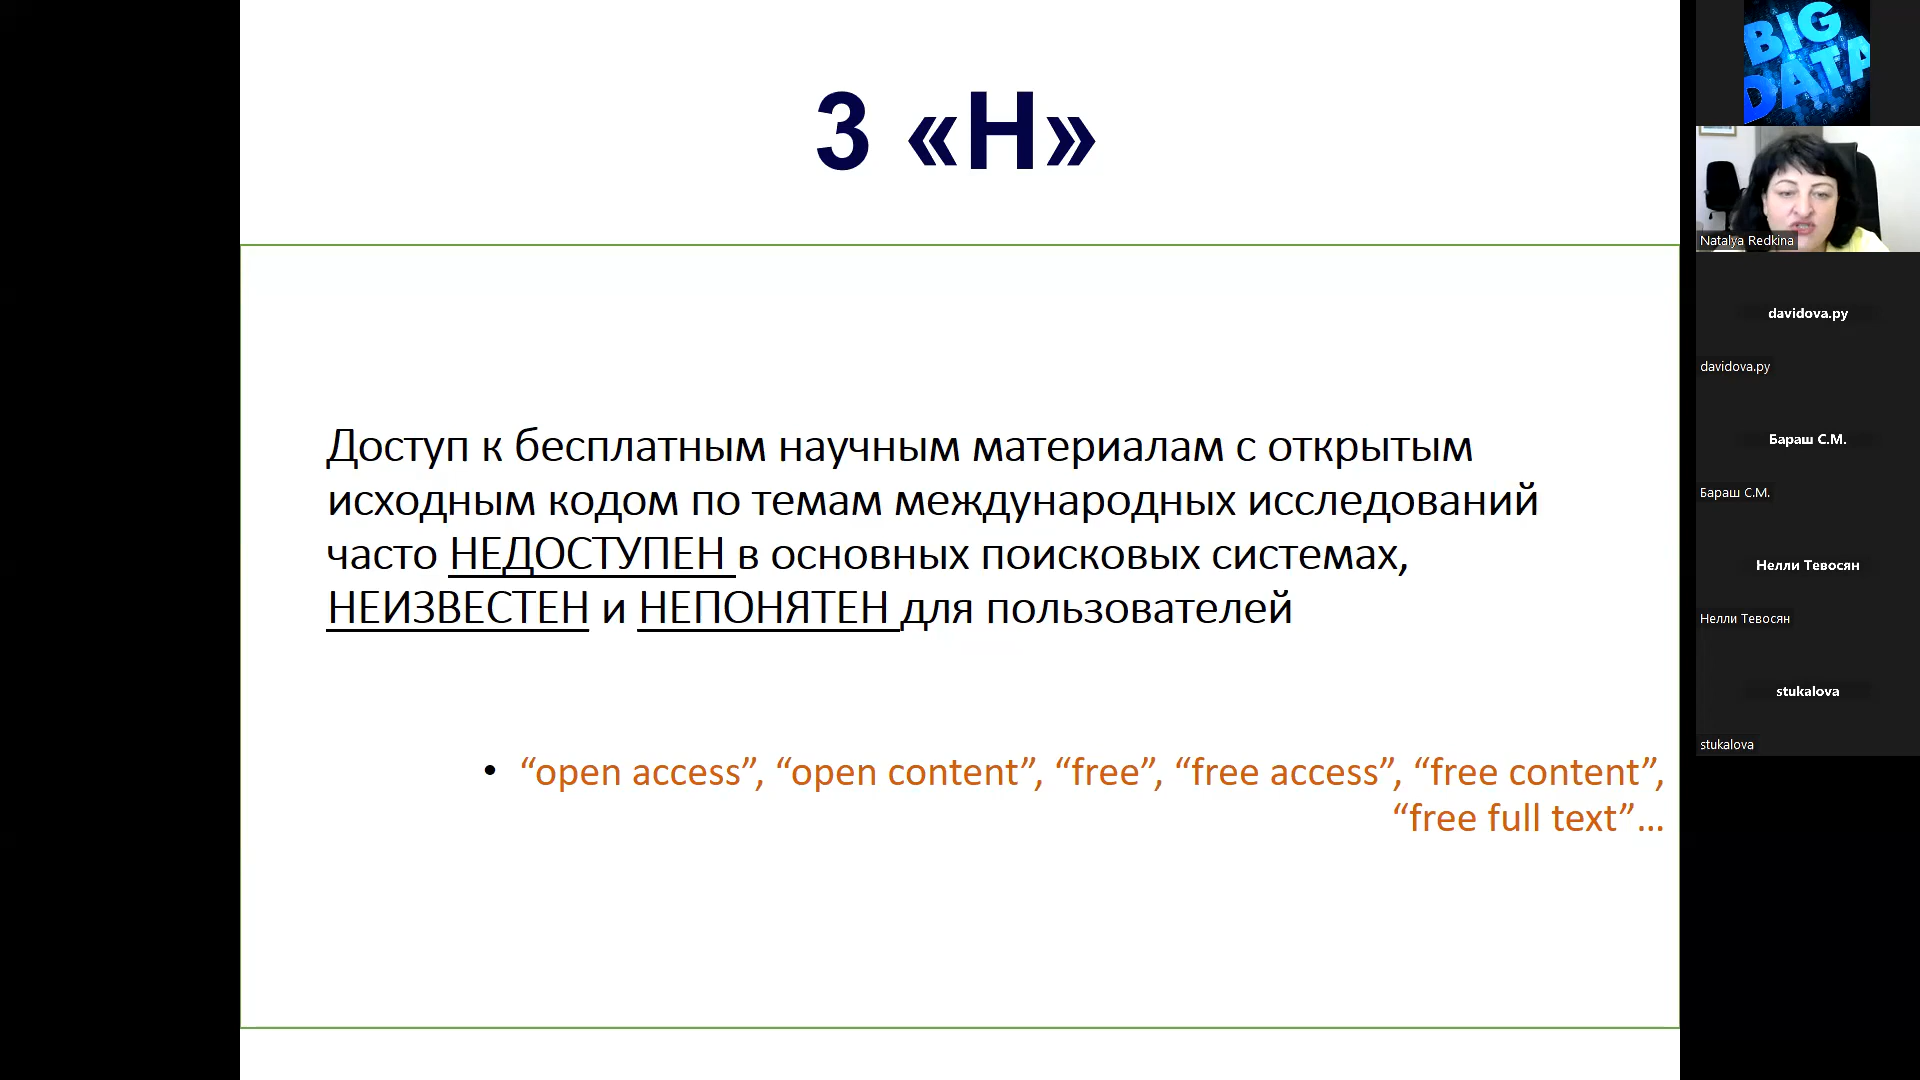 3 «Н»
Доступ к бесплатным научным материалам с открытым
исходным кодом по темам международных исследований
часто НЕДОСТУПЕН в основных поисковых системах,
НЕИЗВЕСТЕН и НЕПОНЯТЕН для пользователей
• “open access”, “open content”, “free”, “free access”, “free content”,
“free full text”…
BIG
DATA
Natalya Redkina
davidova.py
davidova.py
Бараш С.М.
Бараш С.М.
Нелли Тевосян
Нелли Тевосян
stukalova
stukalova